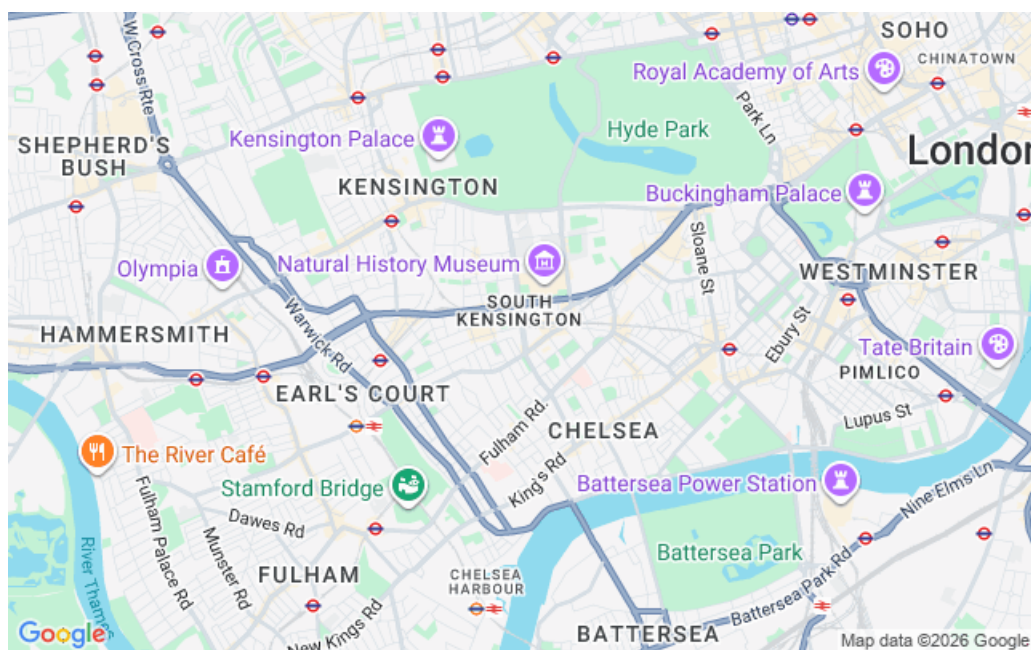 SOHO
CHINATOWN
W Cross Rte
Royal Academy of Arts
Park Ln
Hyde Park
Kensington Palace
SHEPHERD'S
BUSH
London
KENSINGTON
Buckingham Palace
Sloane St
Olympia
Natural History Museum
WESTMINSTER
SOUTH
KENSINGTON
HAMMERSMITH
Warwick Rd
Ebury St
Tate Britain
PIMLICO
EARL'S COURT
Lupus St
Fulham Rd.
CHELSEA
The River Café
King's Rd
Stamford Bridge
Battersea Power Station
Nine Elms Ln
Fulham Palace Rd
Dawes Rd
Munster Rd
River Thames
Battersea Park
FULHAM
CHELSEA
HARBOUR
Battersea Park Rd
New Kings Rd
BATTERSEA
Google
Map data ©2026 Google